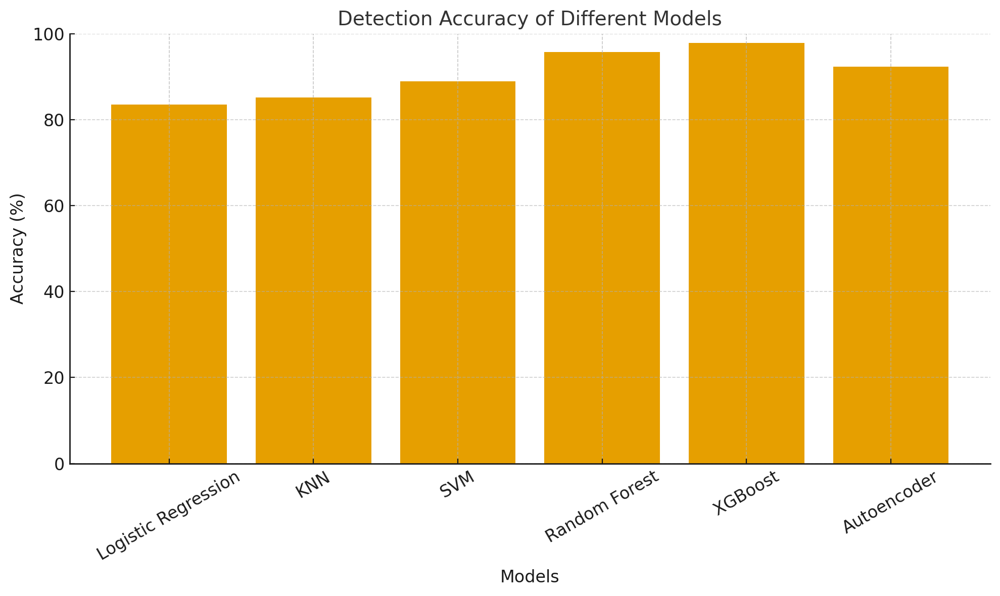 Detection Accuracy of Different Models
Accuracy (%)
100
80
60
40
20
0
Logistic Regression
KNN
SVM
Random Forest
XGBoost
Autoencoder
Models